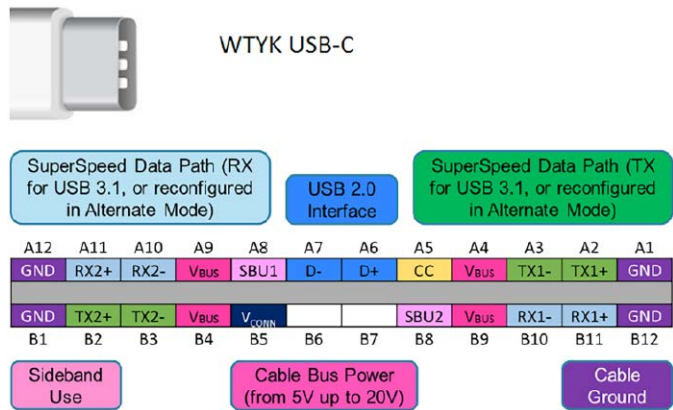 WTYK USB-C
SuperSpeed Data Path (RX
for USB 3.1, or reconfigured
in Alternate Mode)
USB 2.0
Interface
SuperSpeed Data Path (TX
for USB 3.1, or reconfigured
in Alternate Mode)
A12 A11 A10 A9 A8 A7 A6 A5 A4 A3 A2 A1
GND RX2+ RX2- VBUS SBU1 D- D+ CC VBUS TX1- TX1+ GND
GND TX2+ TX2- VBUS VCONN SBU2 VBUS RX1- RX1+ GND
B1 B2 B3 B4 B5 B6 B7 B8 B9 B10 B11 B12
Sideband
Use
Cable Bus Power
(from 5V up to 20V)
Cable
Ground